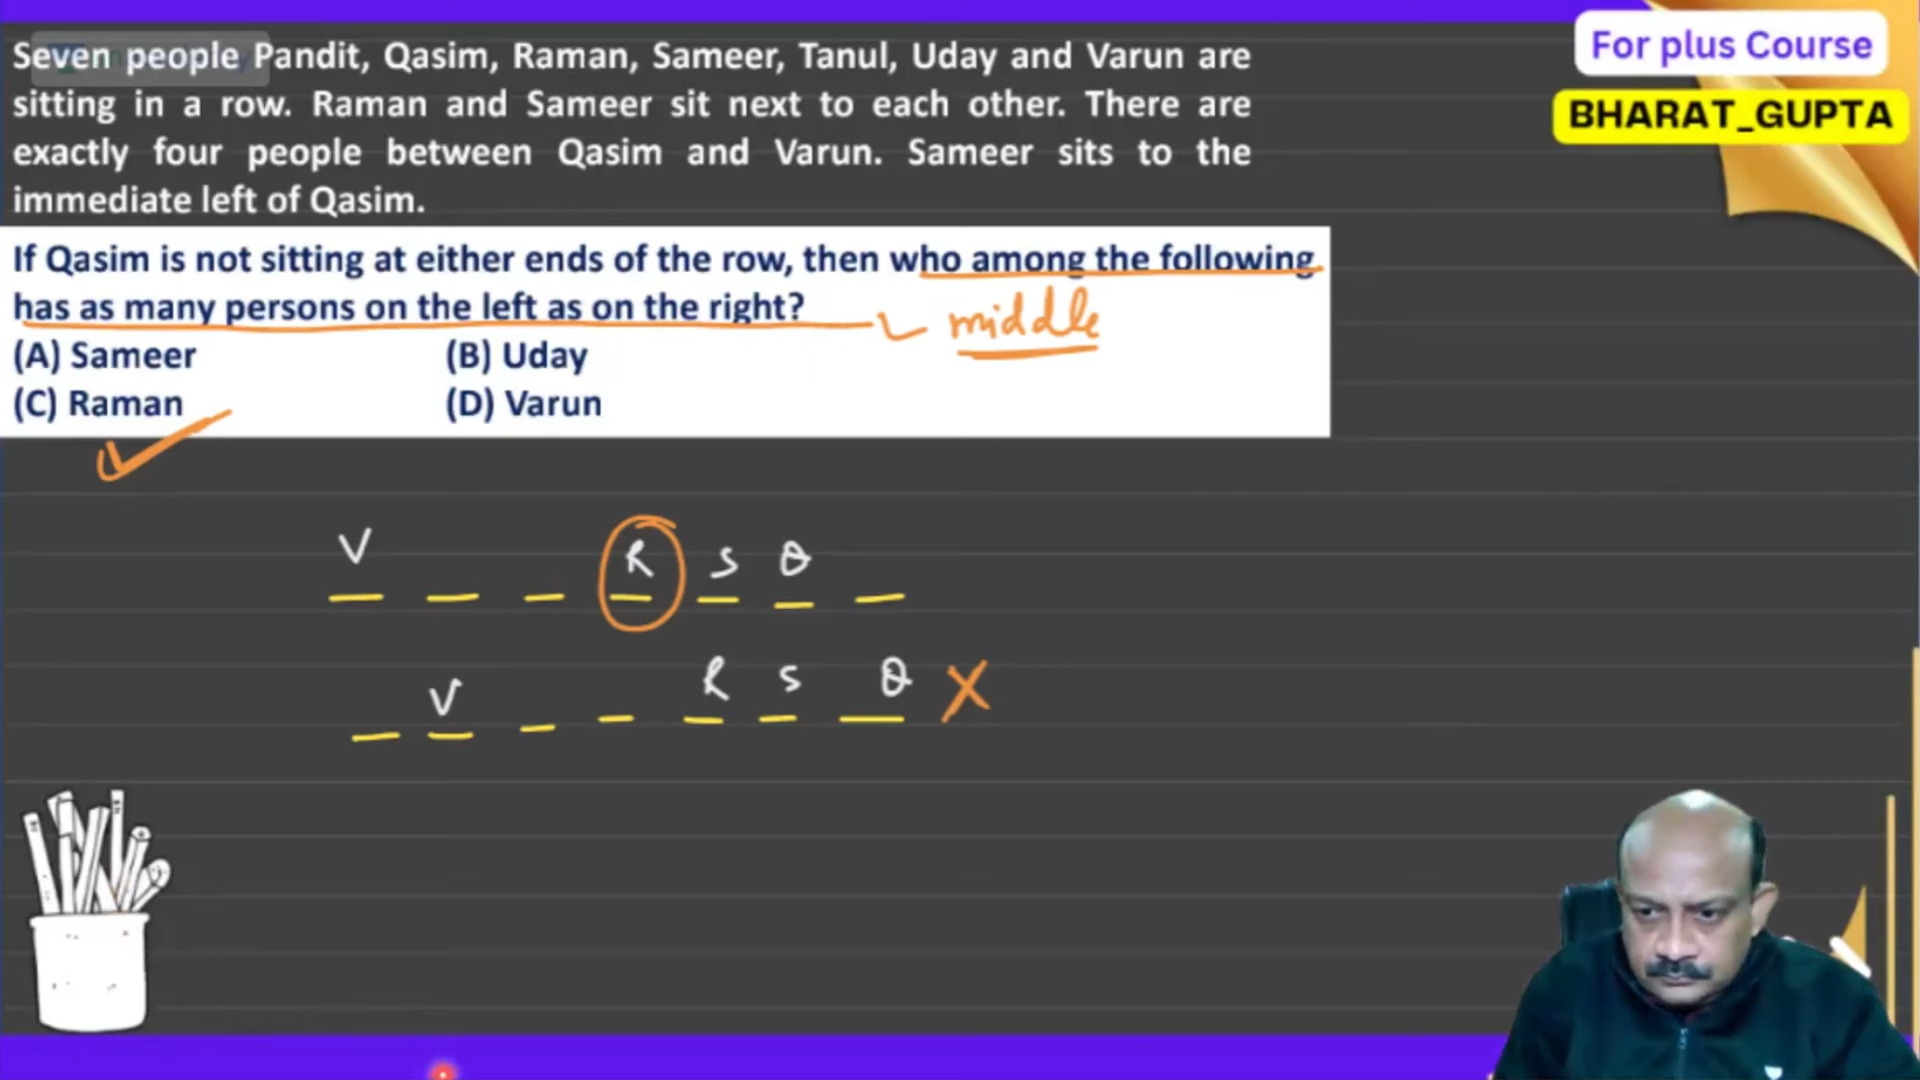 Seven people Pandit, Qasim, Raman, Sameer, Tanul, Uday and Varun are
sitting in a row. Raman and Sameer sit next to each other. There are
exactly four people between Qasim and Varun. Sameer sits to the
immediate left of Qasim.
For plus Course
BHARAT_GUPTA
If Qasim is not sitting at either ends of the row, then who among the following
has as many persons on the left as on the right?
middle
(A) Sameer (B) Uday
(C) Raman (D) Varun
V R S Q
V R S Q X